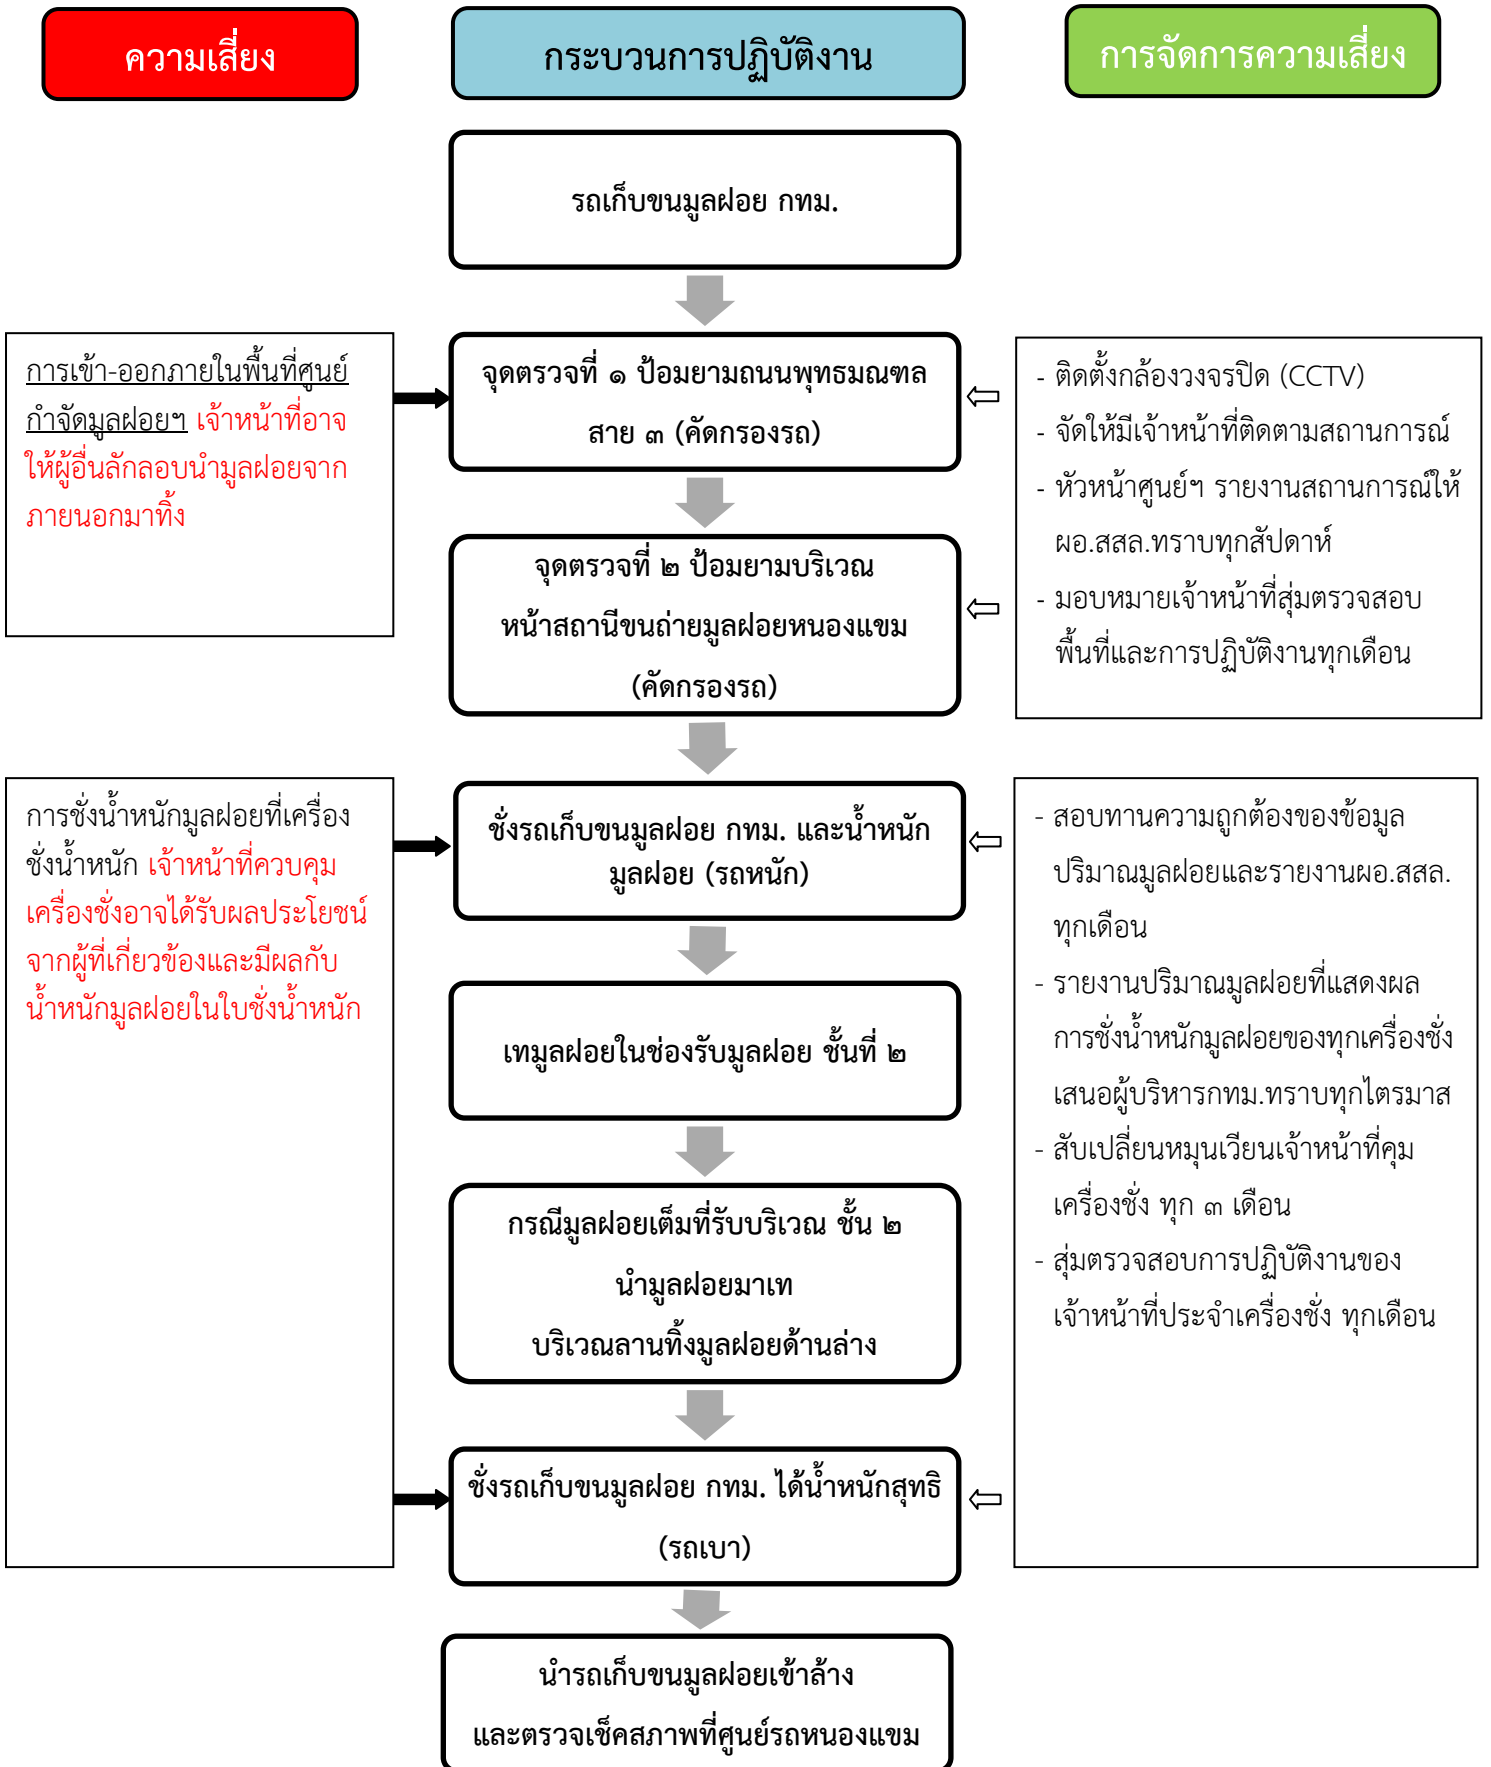 ความเสี่ยง
กระบวนการปฏิบัติงาน
การจัดการความเสี่ยง
รถเก็บขนมูลฝอย กทม.
การเข้า-ออกภายในพื้นที่ศูนย์
กำจัดมูลฝอยฯ เจ้าหน้าที่อาจ
ให้ผู้อื่นลักลอบนำมูลฝอยจาก
ภายนอกมาทิ้ง
จุดตรวจที่ ๑ ป้อมยามถนนพุทธมณฑล
สาย ๓ (คัดกรองรถ)
- ติดตั้งกล้องวงจรปิด (CCTV)
- จัดให้มีเจ้าหน้าที่ติดตามสถานการณ์
- หัวหน้าศูนย์ฯ รายงานสถานการณ์ให้
ผอ.สสล.ทราบทุกสัปดาห์
- มอบหมายเจ้าหน้าที่สุ่มตรวจสอบ
พื้นที่และการปฏิบัติงานทุกเดือน
จุดตรวจที่ ๒ ป้อมยามบริเวณ
หน้าสถานีขนถ่ายมูลฝอยหนองแขม
(คัดกรองรถ)
การชั่งน้ำหนักมูลฝอยที่เครื่อง
ชั่งน้ำหนัก เจ้าหน้าที่ควบคุม
เครื่องชั่งอาจได้รับผลประโยชน์
จากผู้ที่เกี่ยวข้องและมีผลกับ
น้ำหนักมูลฝอยในใบชั่งน้ำหนัก
ชั่งรถเก็บขนมูลฝอย กทม. และน้ำหนัก
มูลฝอย (รถหนัก)
- สอบทานความถูกต้องของข้อมูล
ปริมาณมูลฝอยและรายงานผอ.สสล.
ทุกเดือน
- รายงานปริมาณมูลฝอยที่แสดงผล
การชั่งน้ำหนักมูลฝอยของทุกเครื่องชั่ง
เสนอผู้บริหารกทม.ทราบทุกไตรมาส
- สับเปลี่ยนหมุนเวียนเจ้าหน้าที่คุม
เครื่องชั่ง ทุก ๓ เดือน
- สุ่มตรวจสอบการปฏิบัติงานของ
เจ้าหน้าที่ประจำเครื่องชั่ง ทุกเดือน
เทมูลฝอยในช่องรับมูลฝอย ชั้นที่ ๒
กรณีมูลฝอยเต็มที่รับบริเวณ ชั้น ๒
นำมูลฝอยมาเท
บริเวณลานทิ้งมูลฝอยด้านล่าง
ชั่งรถเก็บขนมูลฝอย กทม. ได้น้ำหนักสุทธิ
(รถเบา)
นำรถเก็บขนมูลฝอยเข้าล้าง
และตรวจเช็คสภาพที่ศูนย์รถหนองแขม